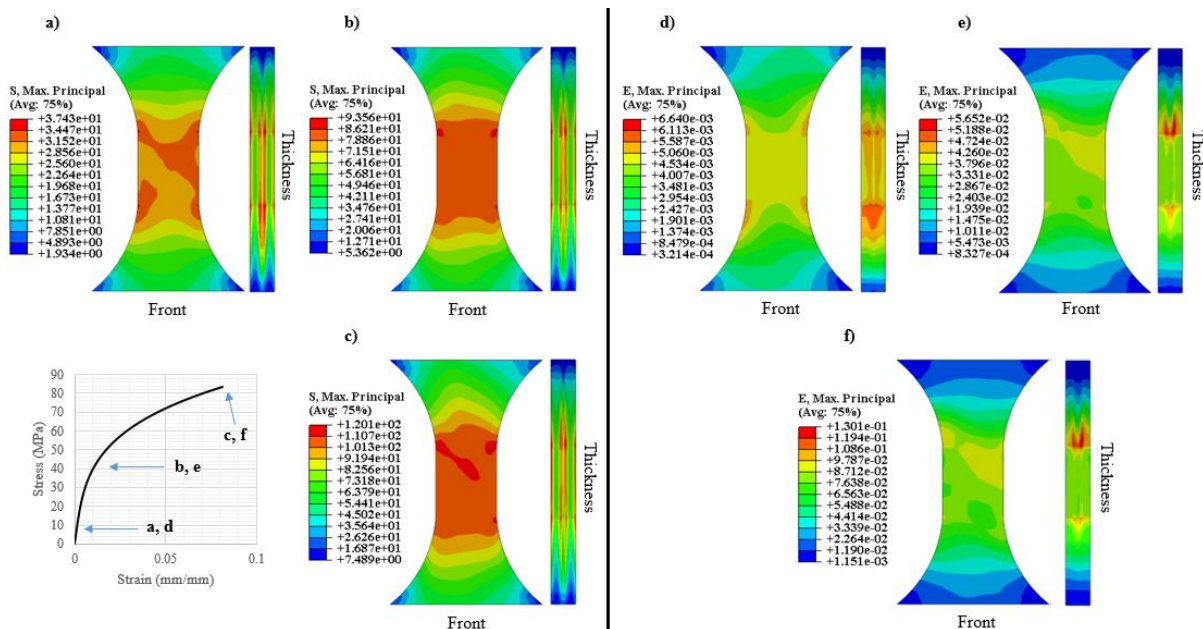 a)
S, Max. Principal
(Avg: 75%)
+3.743e+01
+3.447e+01
+3.152e+01
+2.856e+01
+2.560e+01
+2.264e+01
+1.968e+01
+1.673e+01
+1.377e+01
+1.081e+01
+7.851e+00
+4.893e+00
+1.934e+00
Thickness
Front
b)
S, Max. Principal
(Avg: 75%)
+9.356e+01
+8.621e+01
+7.886e+01
+7.151e+01
+6.416e+01
+5.681e+01
+4.946e+01
+4.211e+01
+3.476e+01
+2.741e+01
+2.006e+01
+1.271e+01
+5.362e+00
Thickness
Front
90
80
70
60
50
40
30
20
10
0
Stress (MPa)
c, f
b, e
a, d
0
0.05
0.1
Strain (mm/mm)
c)
S, Max. Principal
(Avg: 75%)
+1.201e+02
+1.107e+02
+1.013e+02
+9.194e+01
+8.256e+01
+7.318e+01
+6.379e+01
+5.441e+01
+4.502e+01
+3.564e+01
+2.626e+01
+1.687e+01
+7.489e+00
Thickness
Front
d)
E, Max. Principal
(Avg: 75%)
+6.640e-03
+6.113e-03
+5.587e-03
+5.060e-03
+4.534e-03
+4.007e-03
+3.481e-03
+2.954e-03
+2.427e-03
+1.901e-03
+1.374e-03
+8.479e-04
+3.214e-04
Thickness
Front
e)
E, Max. Principal
(Avg: 75%)
+5.652e-02
+5.188e-02
+4.724e-02
+4.260e-02
+3.796e-02
+3.331e-02
+2.867e-02
+2.403e-02
+1.939e-02
+1.475e-02
+1.011e-02
+5.473e-03
+8.327e-04
Thickness
Front
f)
E, Max. Principal
(Avg: 75%)
+1.301e-01
+1.194e-01
+1.086e-01
+9.787e-02
+8.712e-02
+7.638e-02
+6.563e-02
+5.488e-02
+4.414e-02
+3.339e-02
+2.264e-02
+1.190e-02
+1.151e-03
Thickness
Front